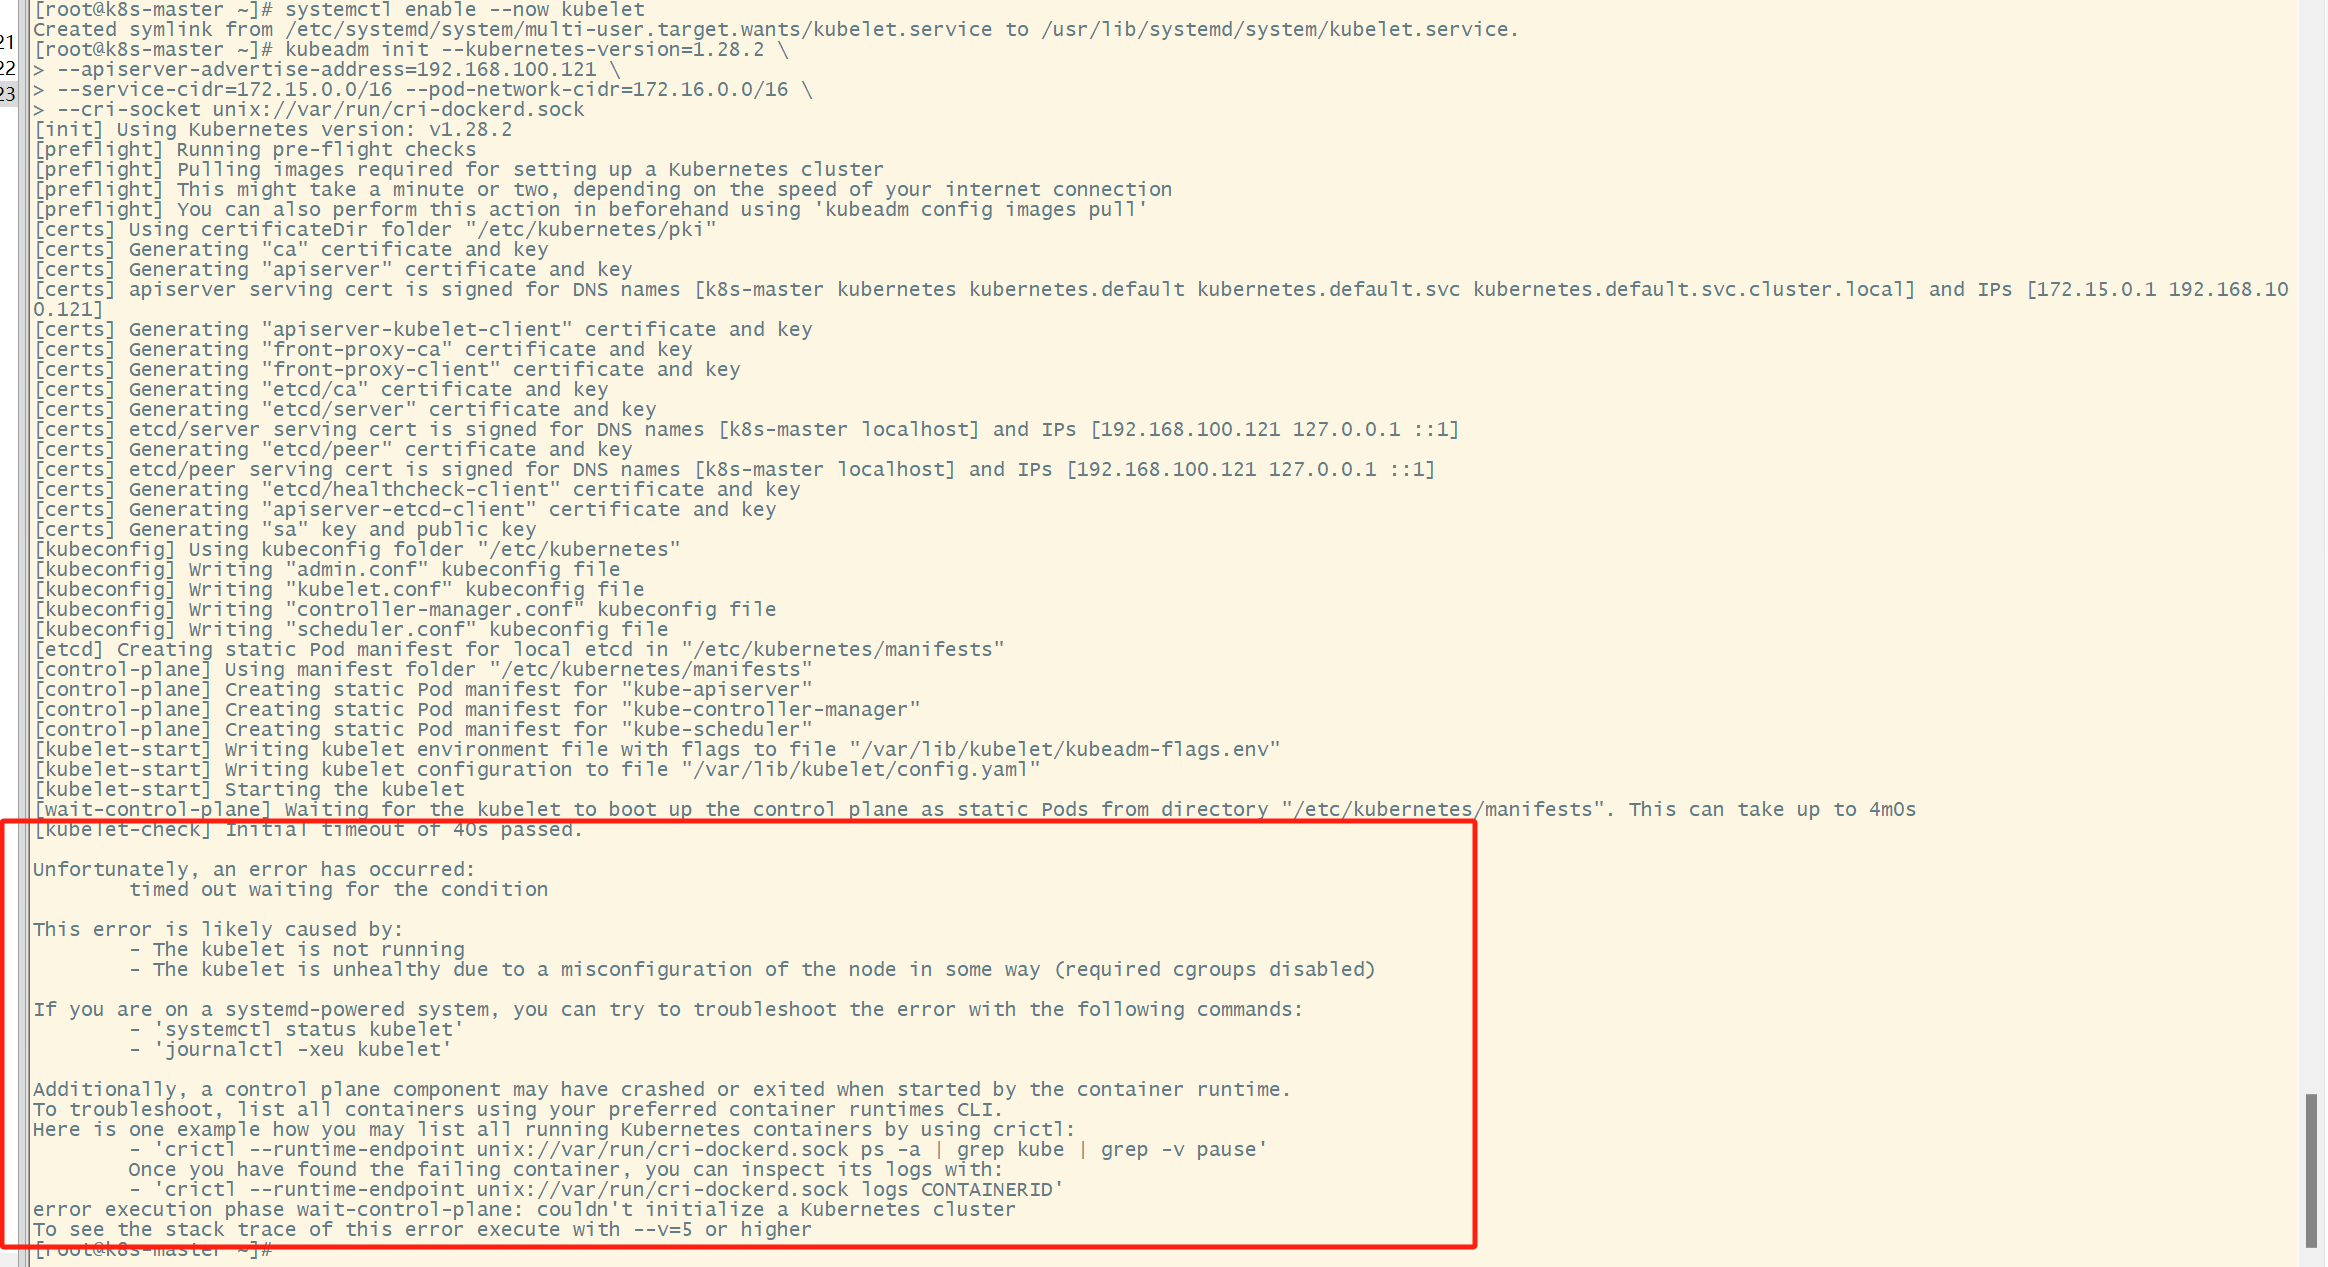 [root@k8s-master ~]# systemctl enable --now kubelet
Created symlink from /etc/systemd/system/multi-user.target.wants/kubelet.service to /usr/lib/systemd/system/kubelet.service.
21
[root@k8s-master ~]# kubeadm init --kubernetes-version=1.28.2 \
22
> --apiserver-advertise-address=192.168.100.121 \
23
> --service-cidr=172.15.0.0/16 --pod-network-cidr=172.16.0.0/16 \
> --cri-socket unix://var/run/cri-dockerd.sock
[init] Using Kubernetes version: v1.28.2
[preflight] Running pre-flight checks
[preflight] Pulling images required for setting up a Kubernetes cluster
[preflight] This might take a minute or two, depending on the speed of your internet connection
[preflight] You can also perform this action in beforehand using 'kubeadm config images pull'
[certs] Using certificateDir folder "/etc/kubernetes/pki"
[certs] Generating "ca" certificate and key
[certs] Generating "apiserver" certificate and key
[certs] apiserver serving cert is signed for DNS names [k8s-master kubernetes kubernetes.default kubernetes.default.svc kubernetes.default.svc.cluster.local] and IPs [172.15.0.1 192.168.10
0.121]
[certs] Generating "apiserver-kubelet-client" certificate and key
[certs] Generating "front-proxy-ca" certificate and key
[certs] Generating "front-proxy-client" certificate and key
[certs] Generating "etcd/ca" certificate and key
[certs] Generating "etcd/server" certificate and key
[certs] etcd/server serving cert is signed for DNS names [k8s-master localhost] and IPs [192.168.100.121 127.0.0.1 ::1]
[certs] Generating "etcd/peer" certificate and key
[certs] etcd/peer serving cert is signed for DNS names [k8s-master localhost] and IPs [192.168.100.121 127.0.0.1 ::1]
[certs] Generating "etcd/healthcheck-client" certificate and key
[certs] Generating "apiserver-etcd-client" certificate and key
[certs] Generating "sa" key and public key
[kubeconfig] Using kubeconfig folder "/etc/kubernetes"
[kubeconfig] Writing "admin.conf" kubeconfig file
[kubeconfig] Writing "kubelet.conf" kubeconfig file
[kubeconfig] Writing "controller-manager.conf" kubeconfig file
[kubeconfig] Writing "scheduler.conf" kubeconfig file
[etcd] Creating static Pod manifest for local etcd in "/etc/kubernetes/manifests"
[control-plane] Using manifest folder "/etc/kubernetes/manifests"
[control-plane] Creating static Pod manifest for "kube-apiserver"
[control-plane] Creating static Pod manifest for "kube-controller-manager"
[control-plane] Creating static Pod manifest for "kube-scheduler"
[kubelet-start] Writing kubelet environment file with flags to file "/var/lib/kubelet/kubeadm-flags.env"
[kubelet-start] Writing kubelet configuration to file "/var/lib/kubelet/config.yaml"
[kubelet-start] Starting the kubelet
[wait-control-plane] Waiting for the kubelet to boot up the control plane as static Pods from directory "/etc/kubernetes/manifests". This can take up to 4m0s
[kubelet-check] Initial timeout of 40s passed.
Unfortunately, an error has occurred:
timed out waiting for the condition
This error is likely caused by:
- The kubelet is not running
- The kubelet is unhealthy due to a misconfiguration of the node in some way (required cgroups disabled)
If you are on a systemd-powered system, you can try to troubleshoot the error with the following commands:
- 'systemctl status kubelet'
- 'journalctl -xeu kubelet'
Additionally, a control plane component may have crashed or exited when started by the container runtime.
To troubleshoot, list all containers using your preferred container runtimes CLI.
Here is one example how you may list all running Kubernetes containers by using crictl:
- 'crictl --runtime-endpoint unix://var/run/cri-dockerd.sock ps -a | grep kube | grep -v pause'
Once you have found the failing container, you can inspect its logs with:
- 'crictl --runtime-endpoint unix://var/run/cri-dockerd.sock logs CONTAINERID'
error execution phase wait-control-plane: couldn't initialize a Kubernetes cluster
To see the stack trace of this error execute with --v=5 or higher
[root@k8s-master ~]#